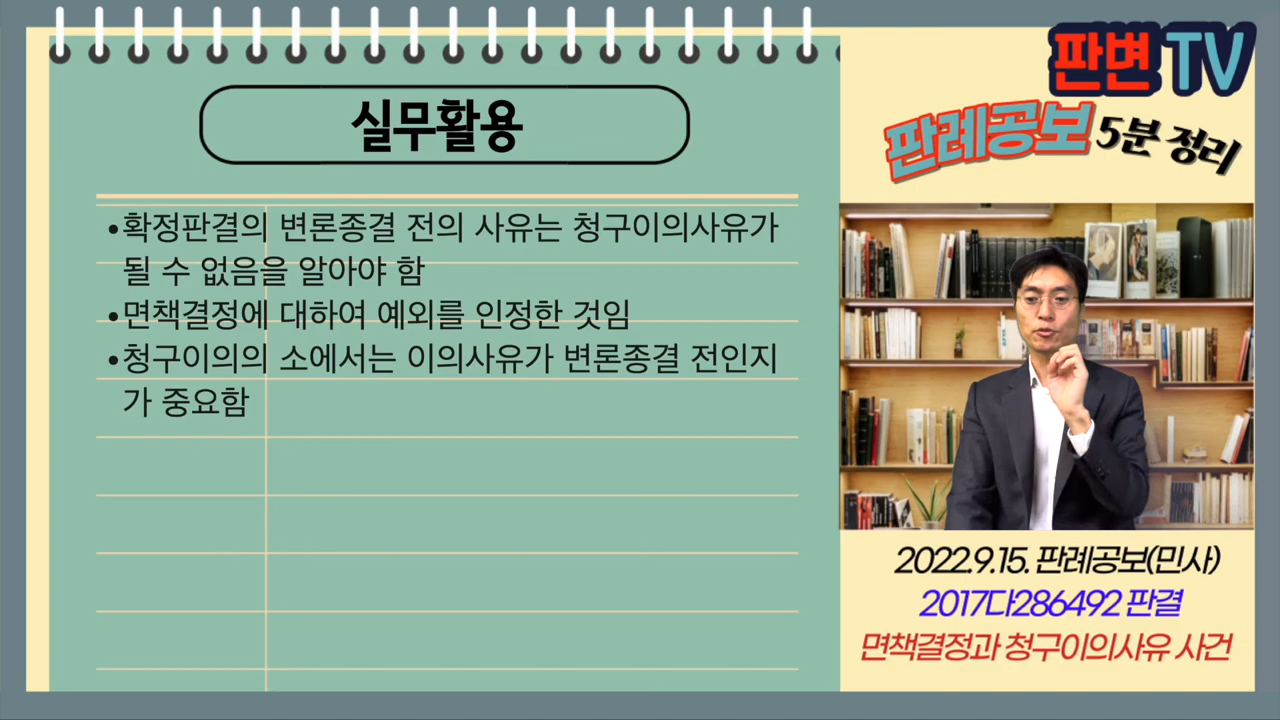 판변 TV
판례공보 5분 정리
실무활용
•확정판결의 변론종결 전의 사유는 청구이의사유가
될 수 없음을 알아야 함
•면책결정에 대하여 예외를 인정한 것임
•청구이의의 소에서는 이의사유가 변론종결 전인지
가 중요함
2022.9.15. 판례공보(민사)
2017다286492 판결
면책결정과 청구이의사유 사건